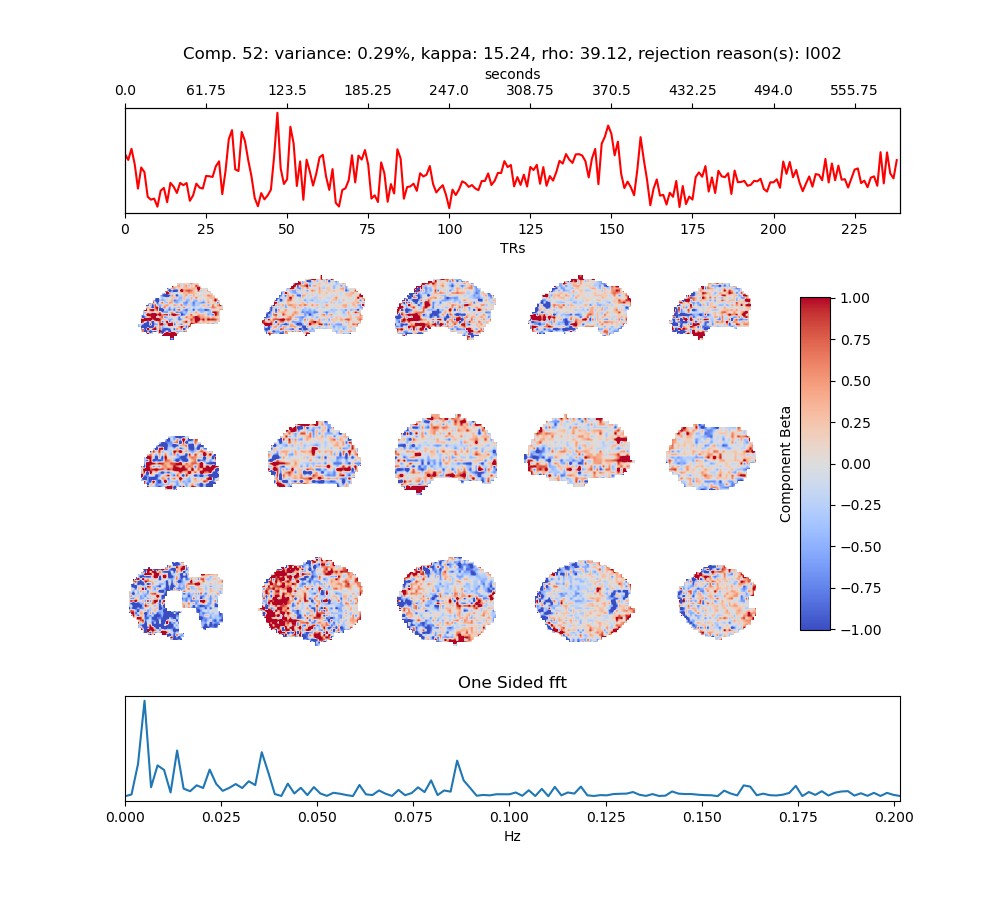 Comp. 52: variance: 0.29%, kappa: 15.24, rho: 39.12, rejection reason(s): I002
seconds
0.0 61.75 123.5 185.25 247.0 308.75 370.5 432.25 494.0 555.75
0 25 50 75 100 125 150 175 200 225
TRs
1.00
0.75
0.50
0.25
0.00
−0.25
−0.50
−0.75
−1.00
Component Beta
One Sided fft
0.000 0.025 0.050 0.075 0.100 0.125 0.150 0.175 0.200
Hz